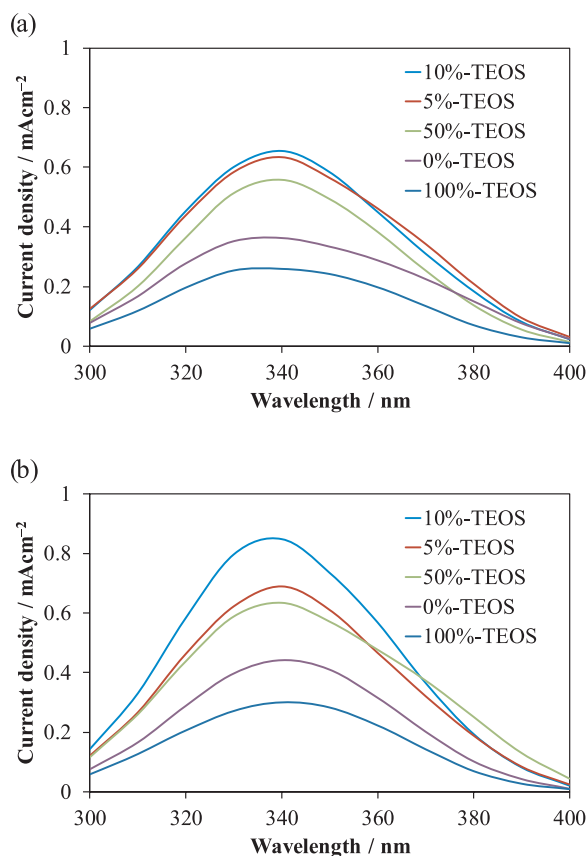 (a)
Current density / mAcm⁻²
1
0.8
0.6
0.4
0.2
0
10%-TEOS
5%-TEOS
50%-TEOS
0%-TEOS
100%-TEOS
300 320 340 360 380 400
Wavelength / nm
(b)
Current density / mAcm⁻²
1
0.8
0.6
0.4
0.2
0
10%-TEOS
5%-TEOS
50%-TEOS
0%-TEOS
100%-TEOS
300 320 340 360 380 400
Wavelength / nm